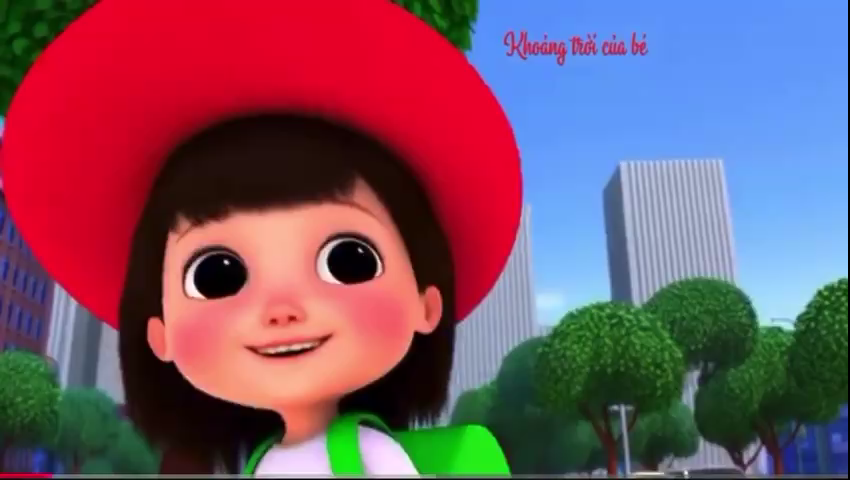 Khoảng trời của bé